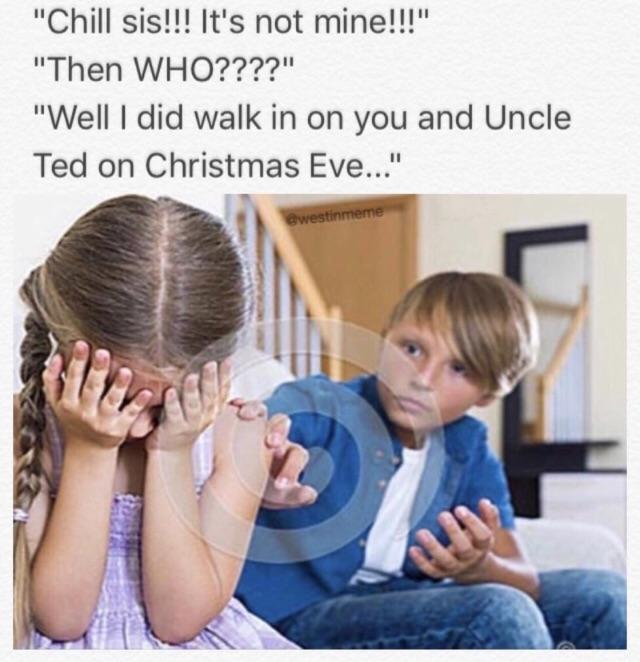 "Chill sis!!! It's not mine!!!"
"Then WHO????"
"Well I did walk in on you and Uncle
Ted on Christmas Eve..."
@westinmeme